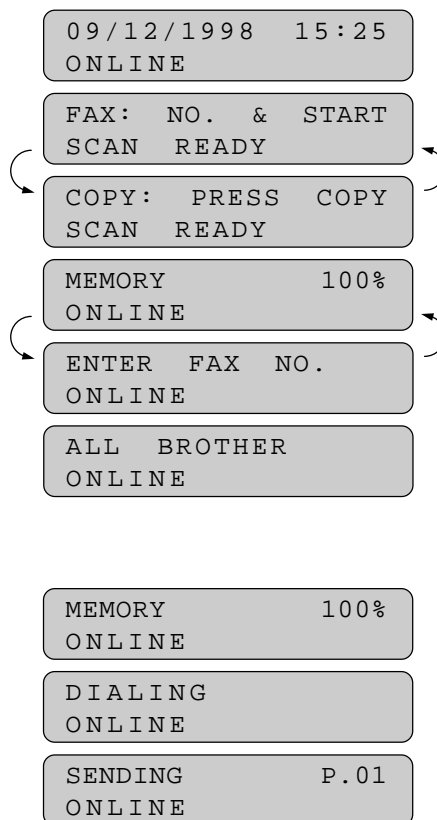 09/12/1998 15:25
ONLINE
FAX: NO. & START
SCAN READY
COPY: PRESS COPY
SCAN READY
MEMORY 100%
ONLINE
ENTER FAX NO.
ONLINE
ALL BROTHER
ONLINE
MEMORY 100%
ONLINE
DIALING
ONLINE
SENDING P.01
ONLINE